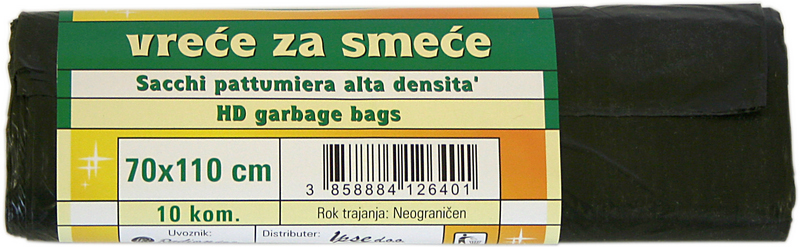 vreće za smeće
Sacchi pattumiera alta densita'
HD garbage bags
70x110 cm
3 858884 126401
10 kom.
Rok trajanja: Neograničen
Uvoznik:
Distributer: